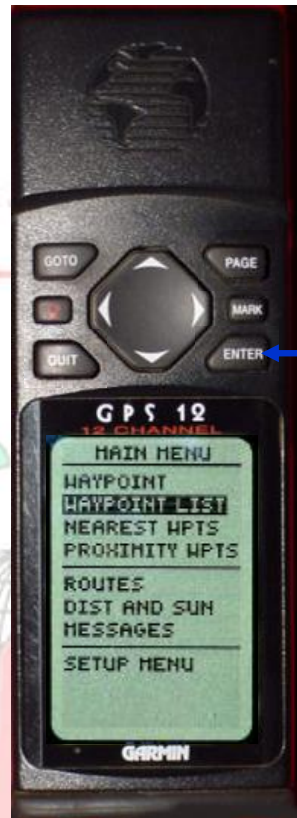 GOTO
PAGE
MARK
QUIT
ENTER
GPS 12
12 CHANNEL
MAIN MENU
WAYPOINT
WAYPOINT LIST
NEAREST WPTS
PROXIMITY WPTS
ROUTES
DIST AND SUN
MESSAGES
SETUP MENU
GARMIN